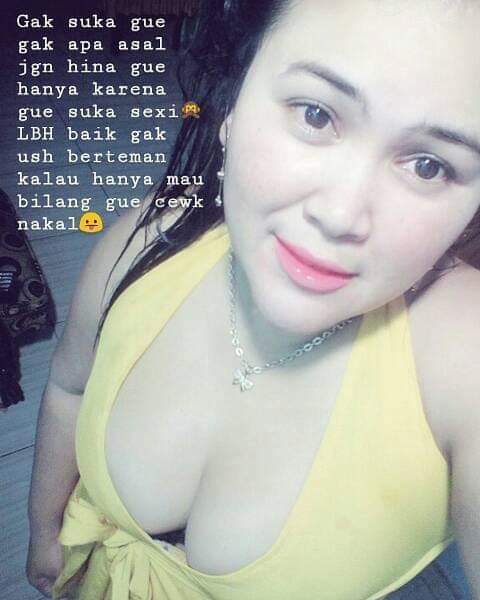 Gak suka gue
gak apa asal
jgn hina gue
hanya karena
gue suka sexi🙊
LBH baik gak
ush berteman
kalau hanya mau
bilang gue cewk
nakal😛